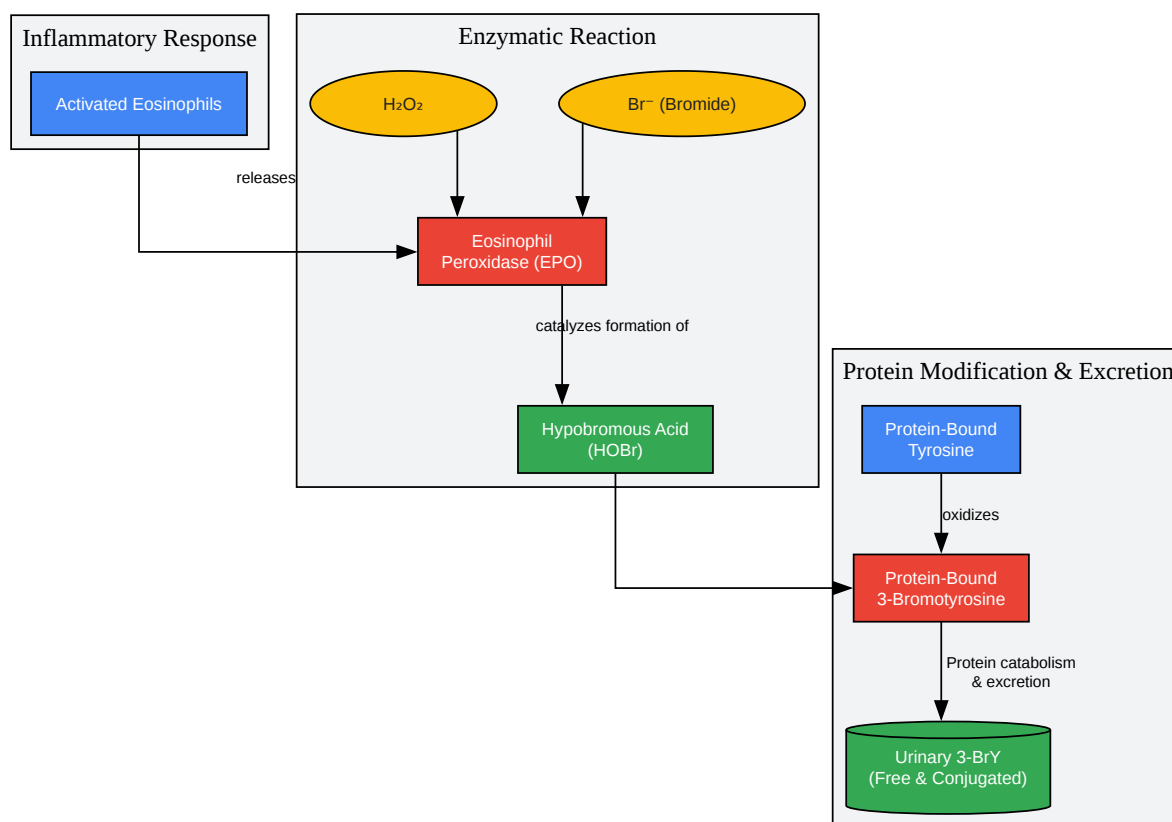 Inflammatory Response
Activated Eosinophils
releases
Enzymatic Reaction
H₂O₂
Br⁻ (Bromide)
Eosinophil
Peroxidase (EPO)
catalyzes formation of
Hypobromous Acid
(HOBr)
Protein Modification & Excretion
Protein-Bound
Tyrosine
oxidizes
Protein-Bound
3-Bromotyrosine
Protein catabolism
& excretion
Urinary 3-BrY
(Free & Conjugated)